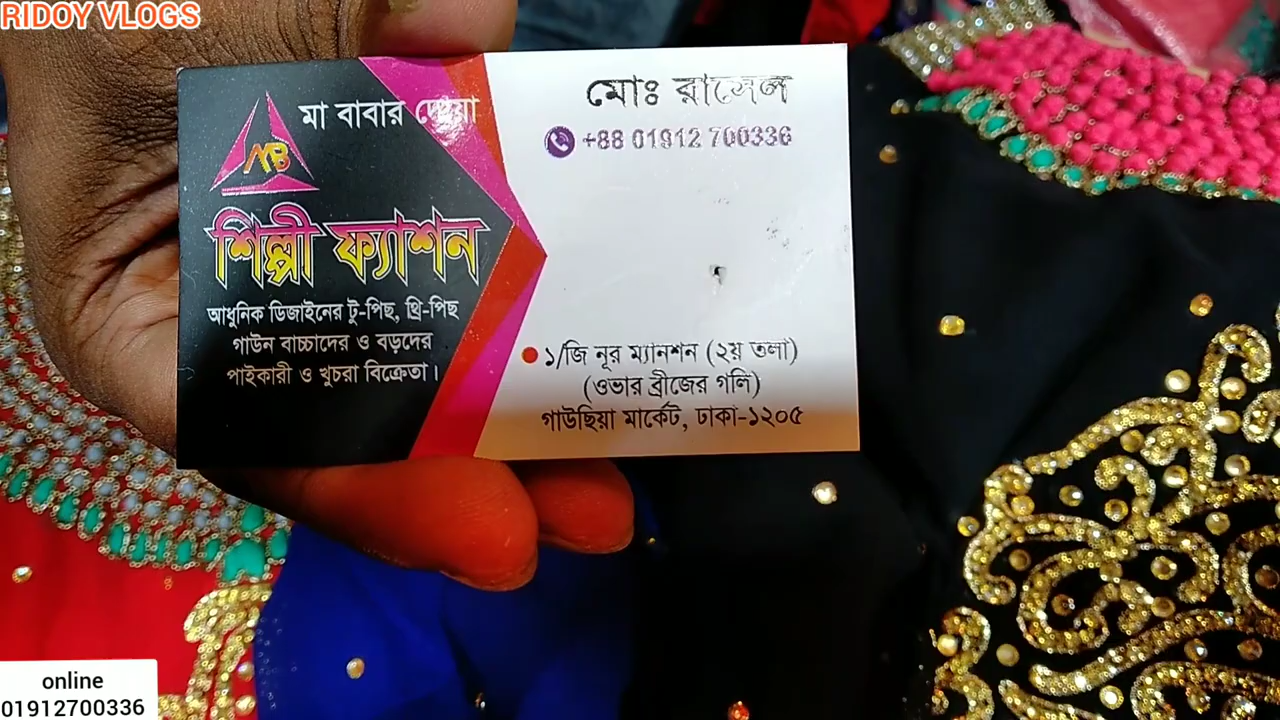 RIDOY VLOGS
মা বাবার দোয়া
NB
শিল্পী ফ্যাশন
আধুনিক ডিজাইনের টু-পিছ, থ্রি-পিছ
গাউন বাচ্চাদের ও বড়দের
পাইকারী ও খুচরা বিক্রেতা।
মোঃ রাসেল
+88 01912 700336
১/জি নূর ম্যানশন (২য় তলা)
(ওভার ব্রীজের গলি)
গাউছিয়া মার্কেট, ঢাকা-১২০৫
online
01912700336